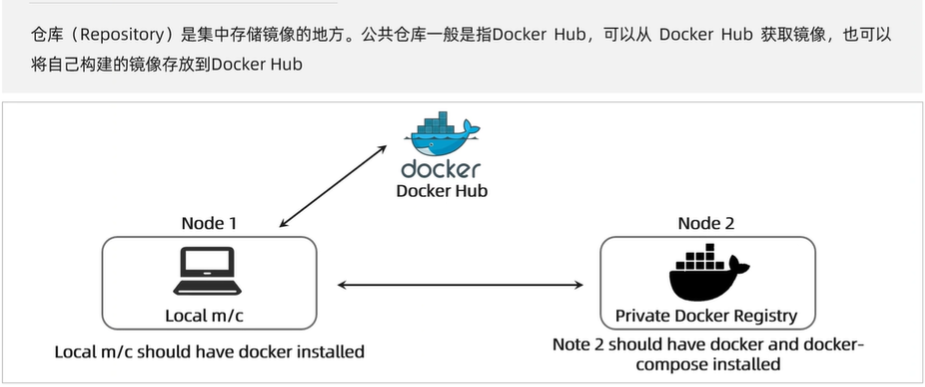 仓库（Repository）是集中存储镜像的地方。公共仓库一般是指Docker Hub，可以从 Docker Hub 获取镜像，也可以
将自己构建的镜像存放到Docker Hub
docker
Docker Hub
Node 1
Node 2
Local m/c
Private Docker Registry
Local m/c should have docker installed
Note 2 should have docker and docker-
compose installed